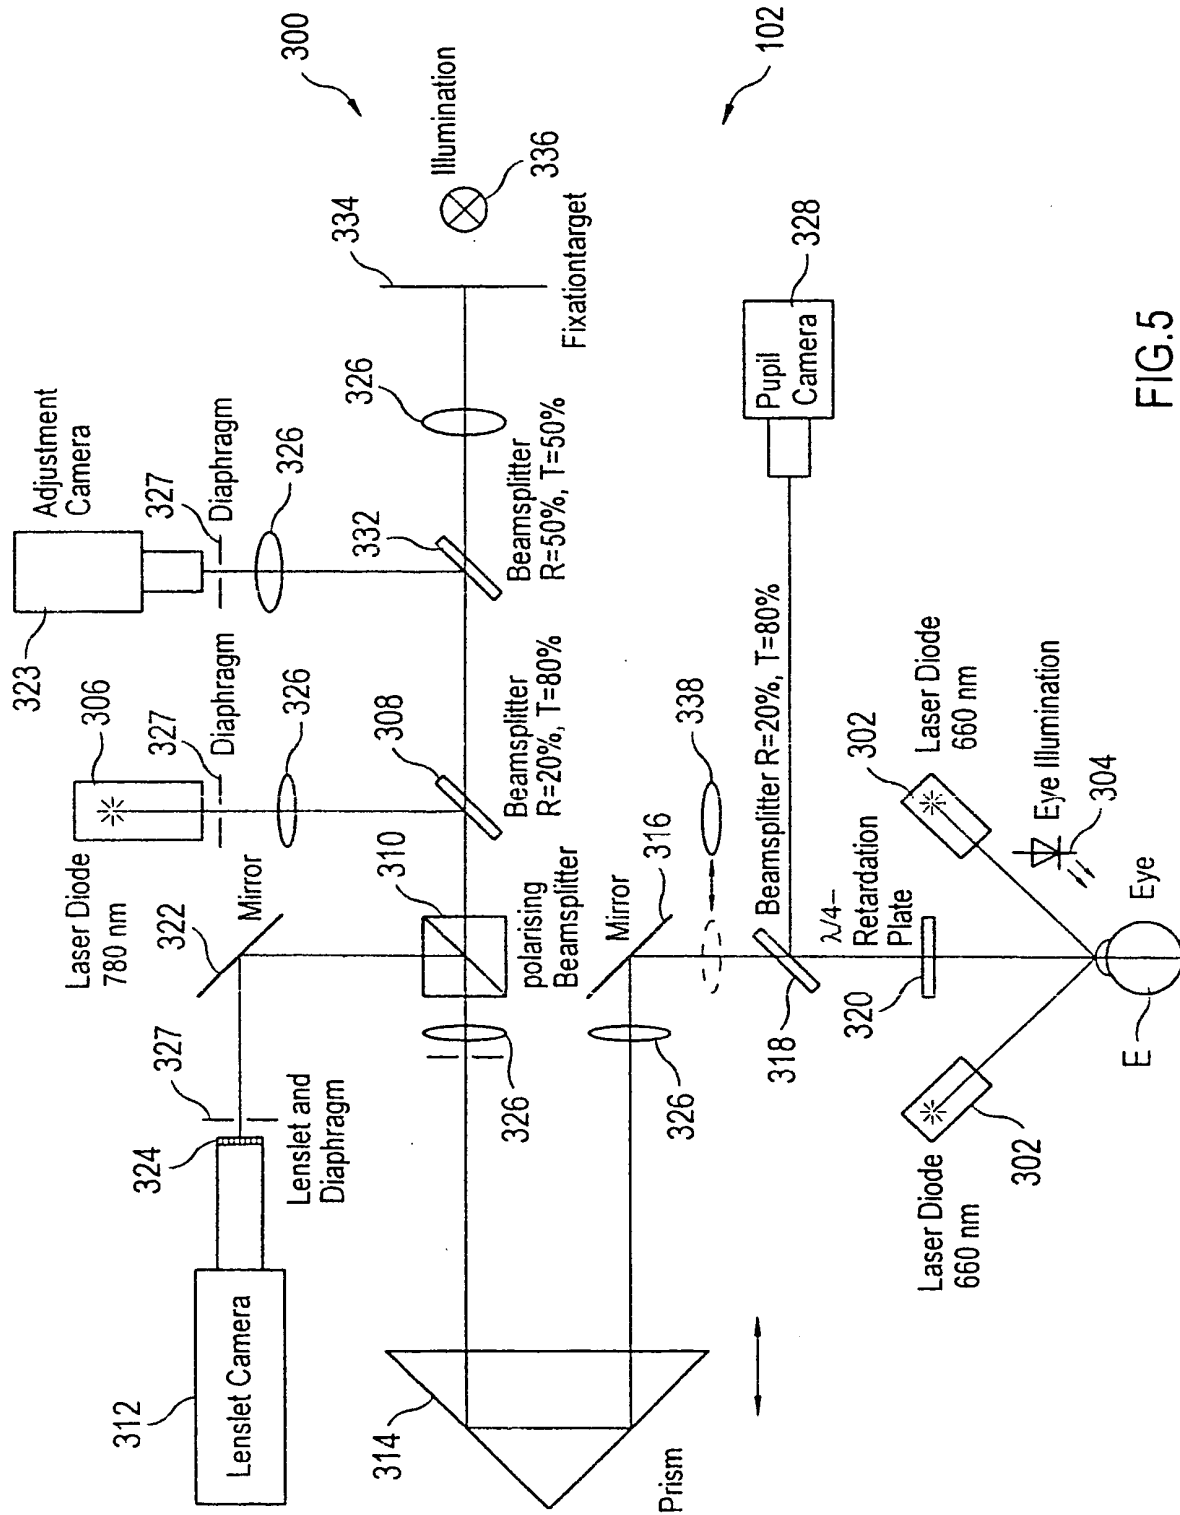 300
Illumination
336
102
334
Fixationtarget
Adjustment
Camera
323
327
Diaphragm
326
326
332
Beamsplitter
R=50%, T=50%
328
Pupil
Camera
306
Laser Diode
780 nm
327
Diaphragm
326
308
Beamsplitter
R=20%, T=80%
310
polarising
Beamsplitter
322
Mirror
327
324
Lenslet and
Diaphragm
312
Lenslet Camera
326
314
Prism
316
Mirror
326
338
Beamsplitter R=20%, T=80%
318
λ/4–
Retardation
Plate
320
302
Laser Diode
660 nm
Eye Illumination
304
Laser Diode
660 nm
302
Eye
E
FIG.5